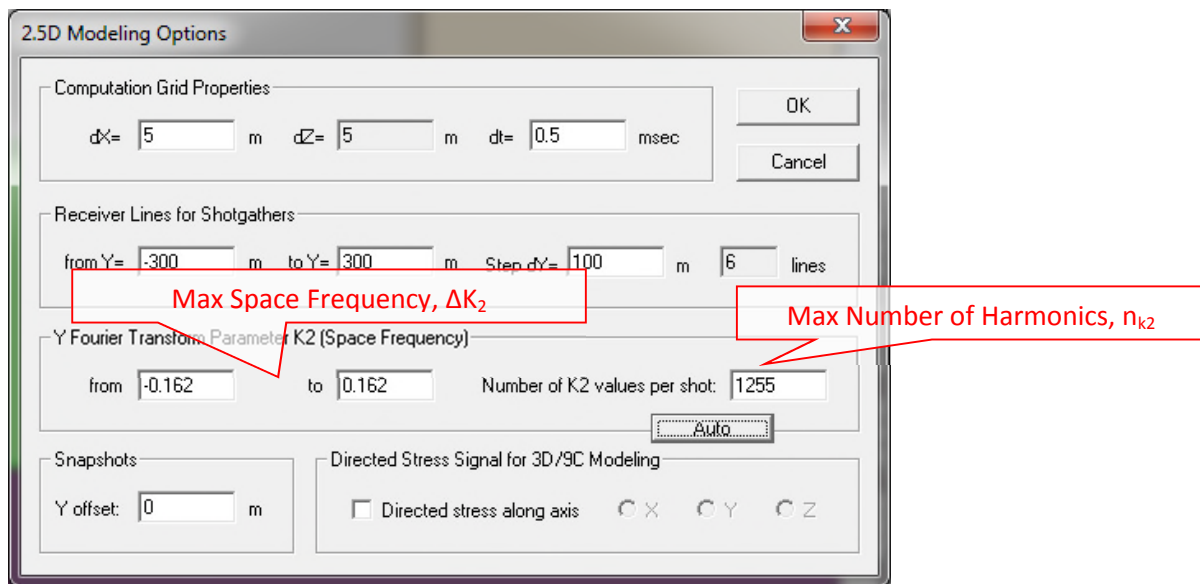 2.5D Modeling Options
x
Computation Grid Properties
dX= 5 m dZ= 5 m dt= 0.5 msec
OK
Cancel
Receiver Lines for Shotgathers
from Y= -300 m to Y= 300 m Step dY= 100 m 6 lines
Max Space Frequency, ΔK₂
Max Number of Harmonics, nₖ₂
Y Fourier Transform Parameter K2 (Space Frequency)
from -0.162 to 0.162 Number of K2 values per shot: 1255
Auto
Snapshots
Y offset: 0 m
Directed Stress Signal for 3D/9C Modeling
Directed stress along axis X Y Z